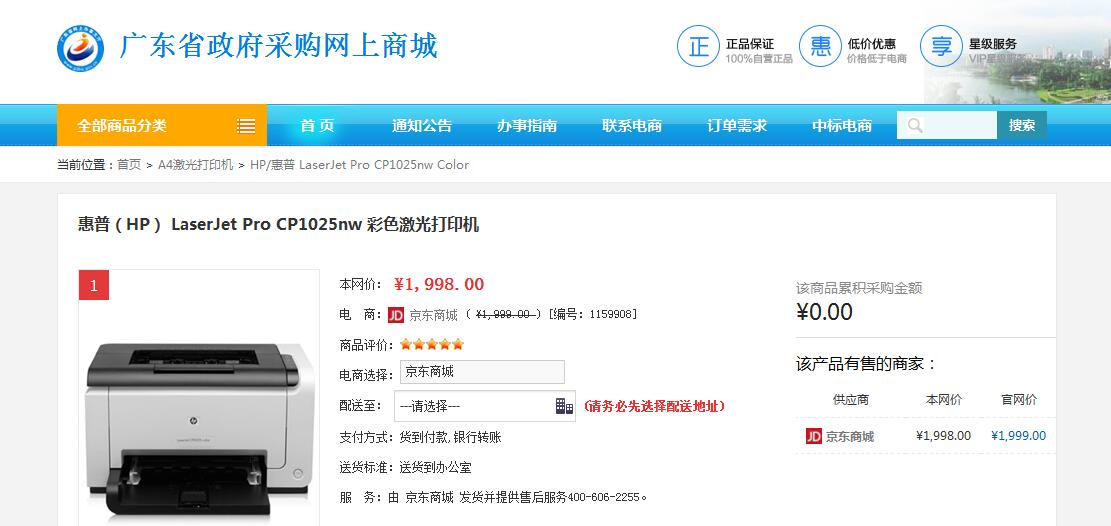 广东省政府采购网上商城
正 正品保证 100%自营正品
惠 低价优惠 价格低于电商
享 星级服务 VIP星级服务
全部商品分类 首页 通知公告 办事指南 联系电商 订单需求 中标电商 搜索
当前位置：首页 > A4激光打印机 > HP/惠普 LaserJet Pro CP1025nw Color
惠普（HP） LaserJet Pro CP1025nw 彩色激光打印机
1
本网价： ¥1,998.00
电 商： JD 京东商城 （ ¥1,999.00 ）[编号：1159908]
商品评价：
电商选择： 京东商城
配送至： ---请选择--- （请务必先选择配送地址）
支付方式：货到付款,银行转账
送货标准：送货到办公室
服 务：由 京东商城 发货并提供售后服务400-606-2255。
该商品累积采购金额
¥0.00
该产品有售的商家：
供应商 本网价 官网价
JD 京东商城 ¥1,998.00 ¥1,999.00